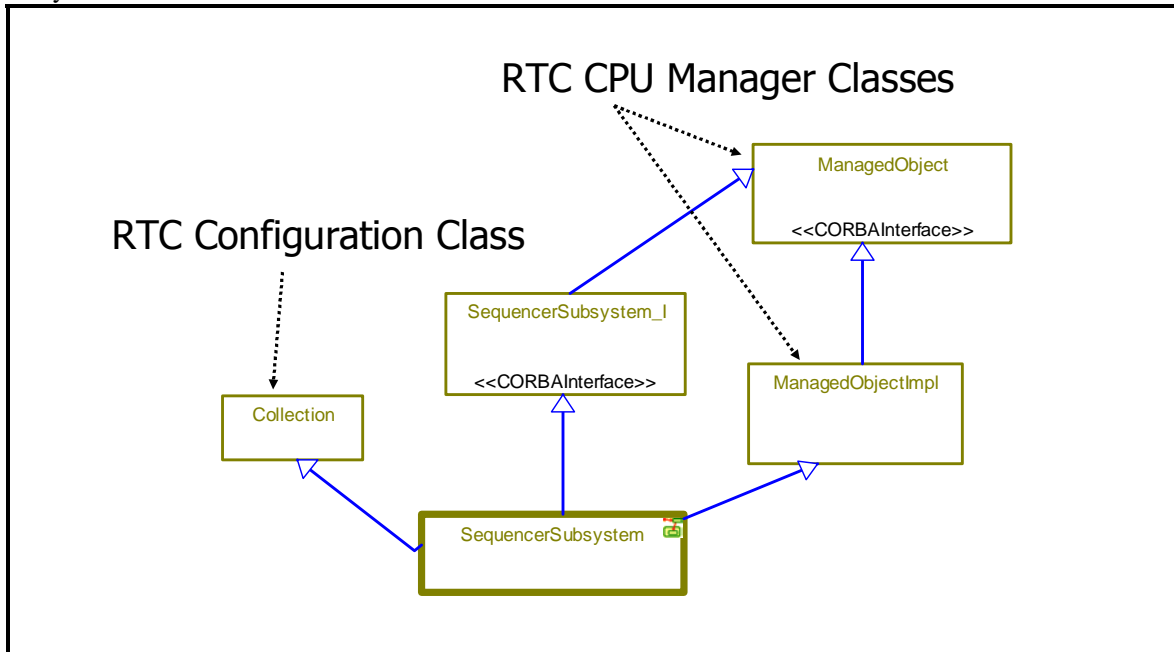 RTC CPU Manager Classes
ManagedObject
<<CORBAInterface>>
RTC Configuration Class
SequencerSubsystem_I
<<CORBAInterface>>
ManagedObjectImpl
Collection
SequencerSubsystem